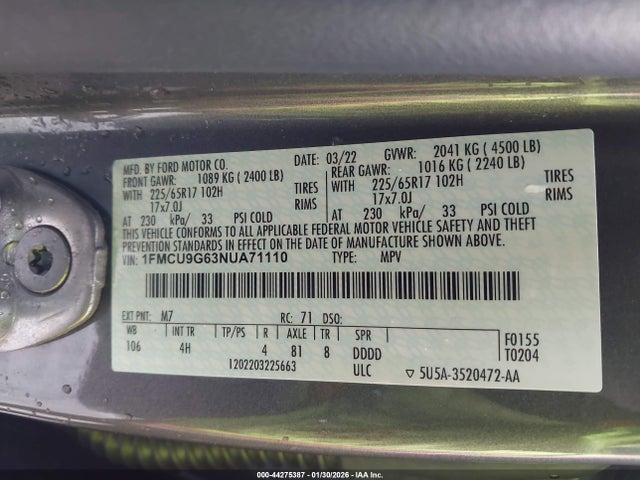 MFD. BY FORD MOTOR CO.
DATE: 03/22 GVWR: 2041 KG ( 4500 LB)
FRONT GAWR: 1089 KG ( 2400 LB) REAR GAWR: 1016 KG ( 2240 LB)
WITH 225/65R17 102H TIRES WITH 225/65R17 102H TIRES
17x7.0J RIMS 17x7.0J RIMS
AT 230 kPa/ 33 PSI COLD AT 230 kPa/ 33 PSI COLD
THIS VEHICLE CONFORMS TO ALL APPLICABLE FEDERAL MOTOR VEHICLE SAFETY AND THEFT
PREVENTION STANDARDS IN EFFECT ON THE DATE OF MANUFACTURE SHOWN ABOVE.
VIN: 1FMCU9G63NUA71110 TYPE: MPV
EXT PNT: M7 RC: 71 DSO:
WB INT TR TP/PS R AXLE TR SPR F0155
106 4H 4 81 8 DDDD T0204
1202203225663 ULC ▽ 5U5A-3520472-AA
000-44275387 - 01/30/2026 - IAA Inc.